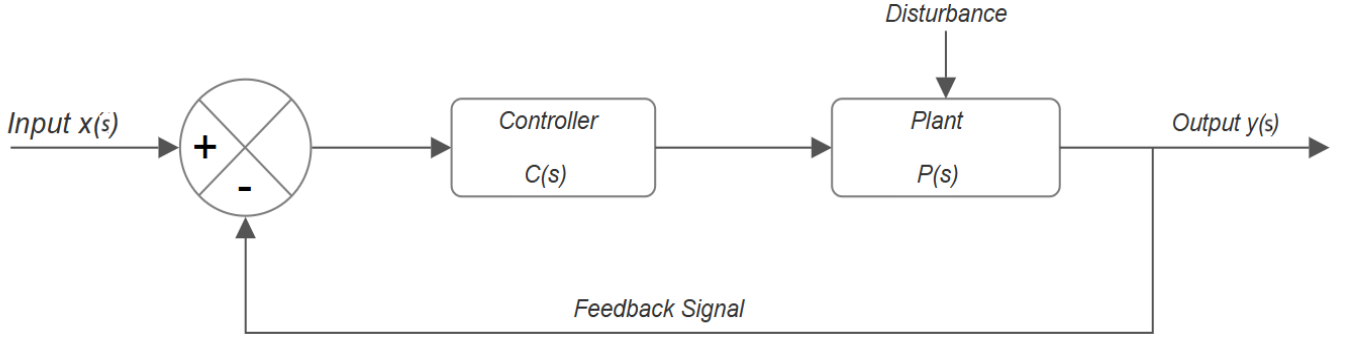 Disturbance
Input x(s)
+
-
Controller
C(s)
Plant
P(s)
Output y(s)
Feedback Signal